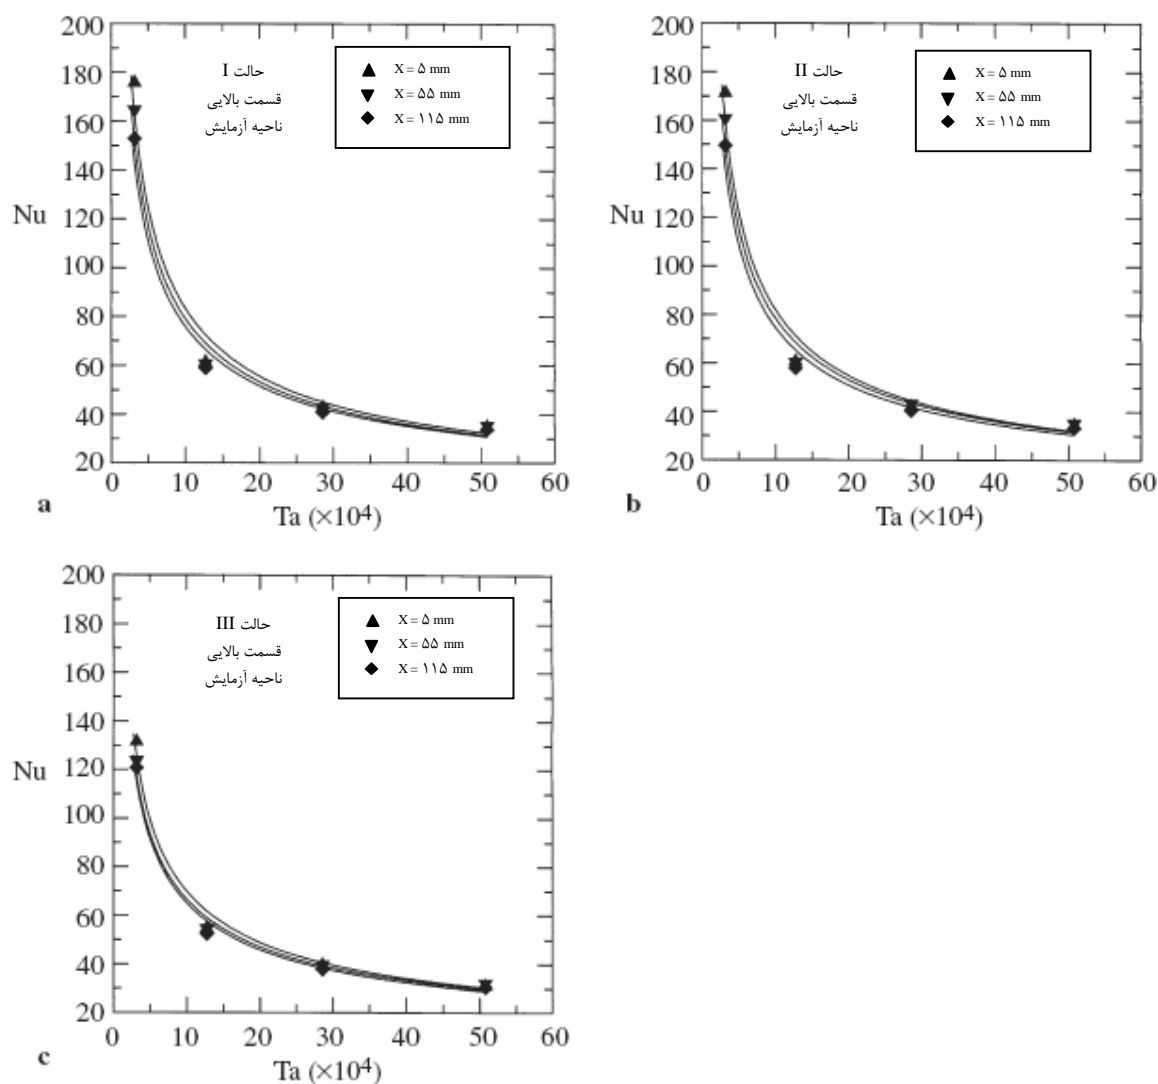 200
180
160
140
120
100
80
60
40
20
Nu
حالت I
قسمت بالایی
ناحیه آزمایش
X = ۵ mm
X = ۵۵ mm
X = ۱۱۵ mm
0 10 20 30 40 50 60
Ta (×10⁴)
a
200
180
160
140
120
100
80
60
40
20
Nu
حالت II
قسمت بالایی
ناحیه آزمایش
X = ۵ mm
X = ۵۵ mm
X = ۱۱۵ mm
0 10 20 30 40 50 60
Ta (×10⁴)
b
200
180
160
140
120
100
80
60
40
20
Nu
حالت III
قسمت بالایی
ناحیه آزمایش
X = ۵ mm
X = ۵۵ mm
X = ۱۱۵ mm
0 10 20 30 40 50 60
Ta (×10⁴)
c